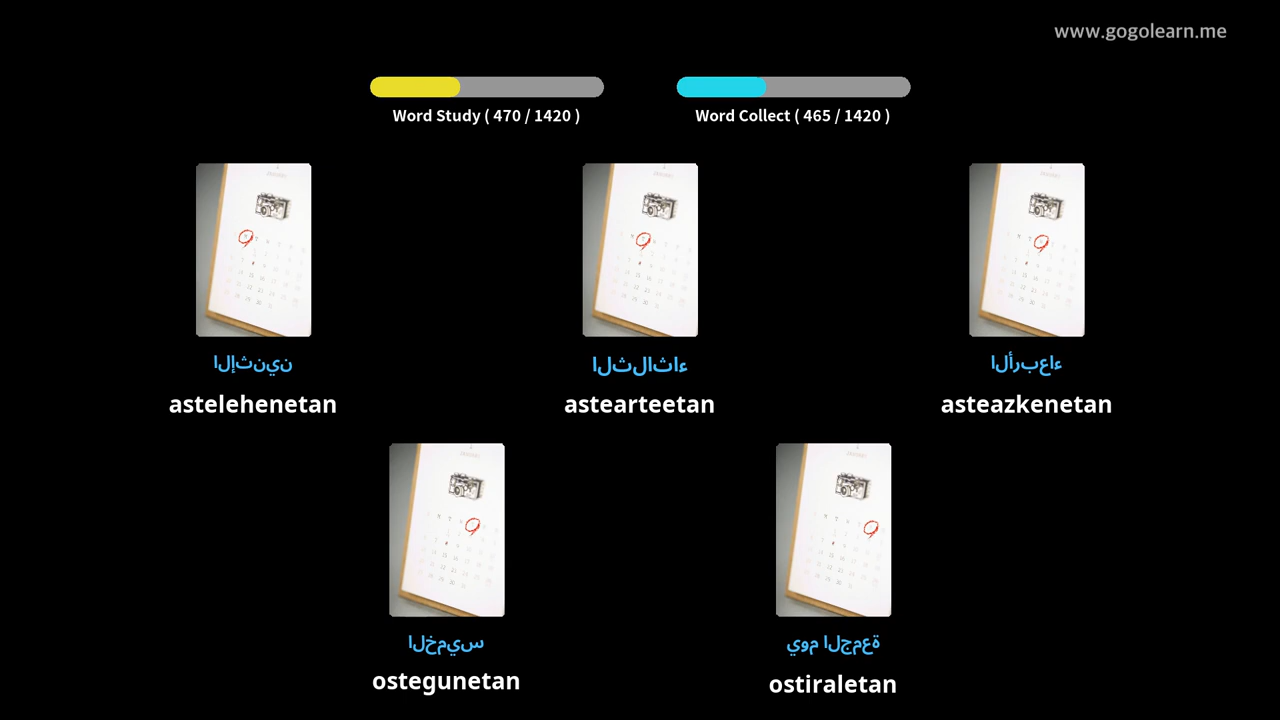 www.gogolearn.me
Word Study ( 470 / 1420 )
Word Collect ( 465 / 1420 )
الإثنين
الثلاثاء
الأربعاء
astelehenetan
astearteetan
asteazkenetan
الخميس
يوم الجمعة
ostegunetan
ostiraletan